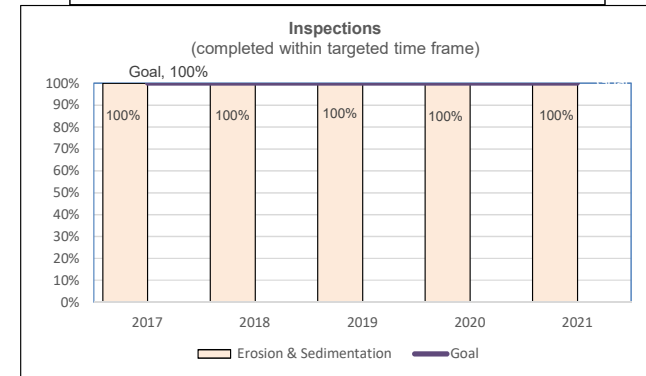 Inspections
(completed within targeted time frame)
Goal, 100%
100%
90%
80%
70%
60%
50%
40%
30%
20%
10%
0%
100% 100% 100% 100% 100%
2017 2018 2019 2020 2021
Erosion & Sedimentation Goal